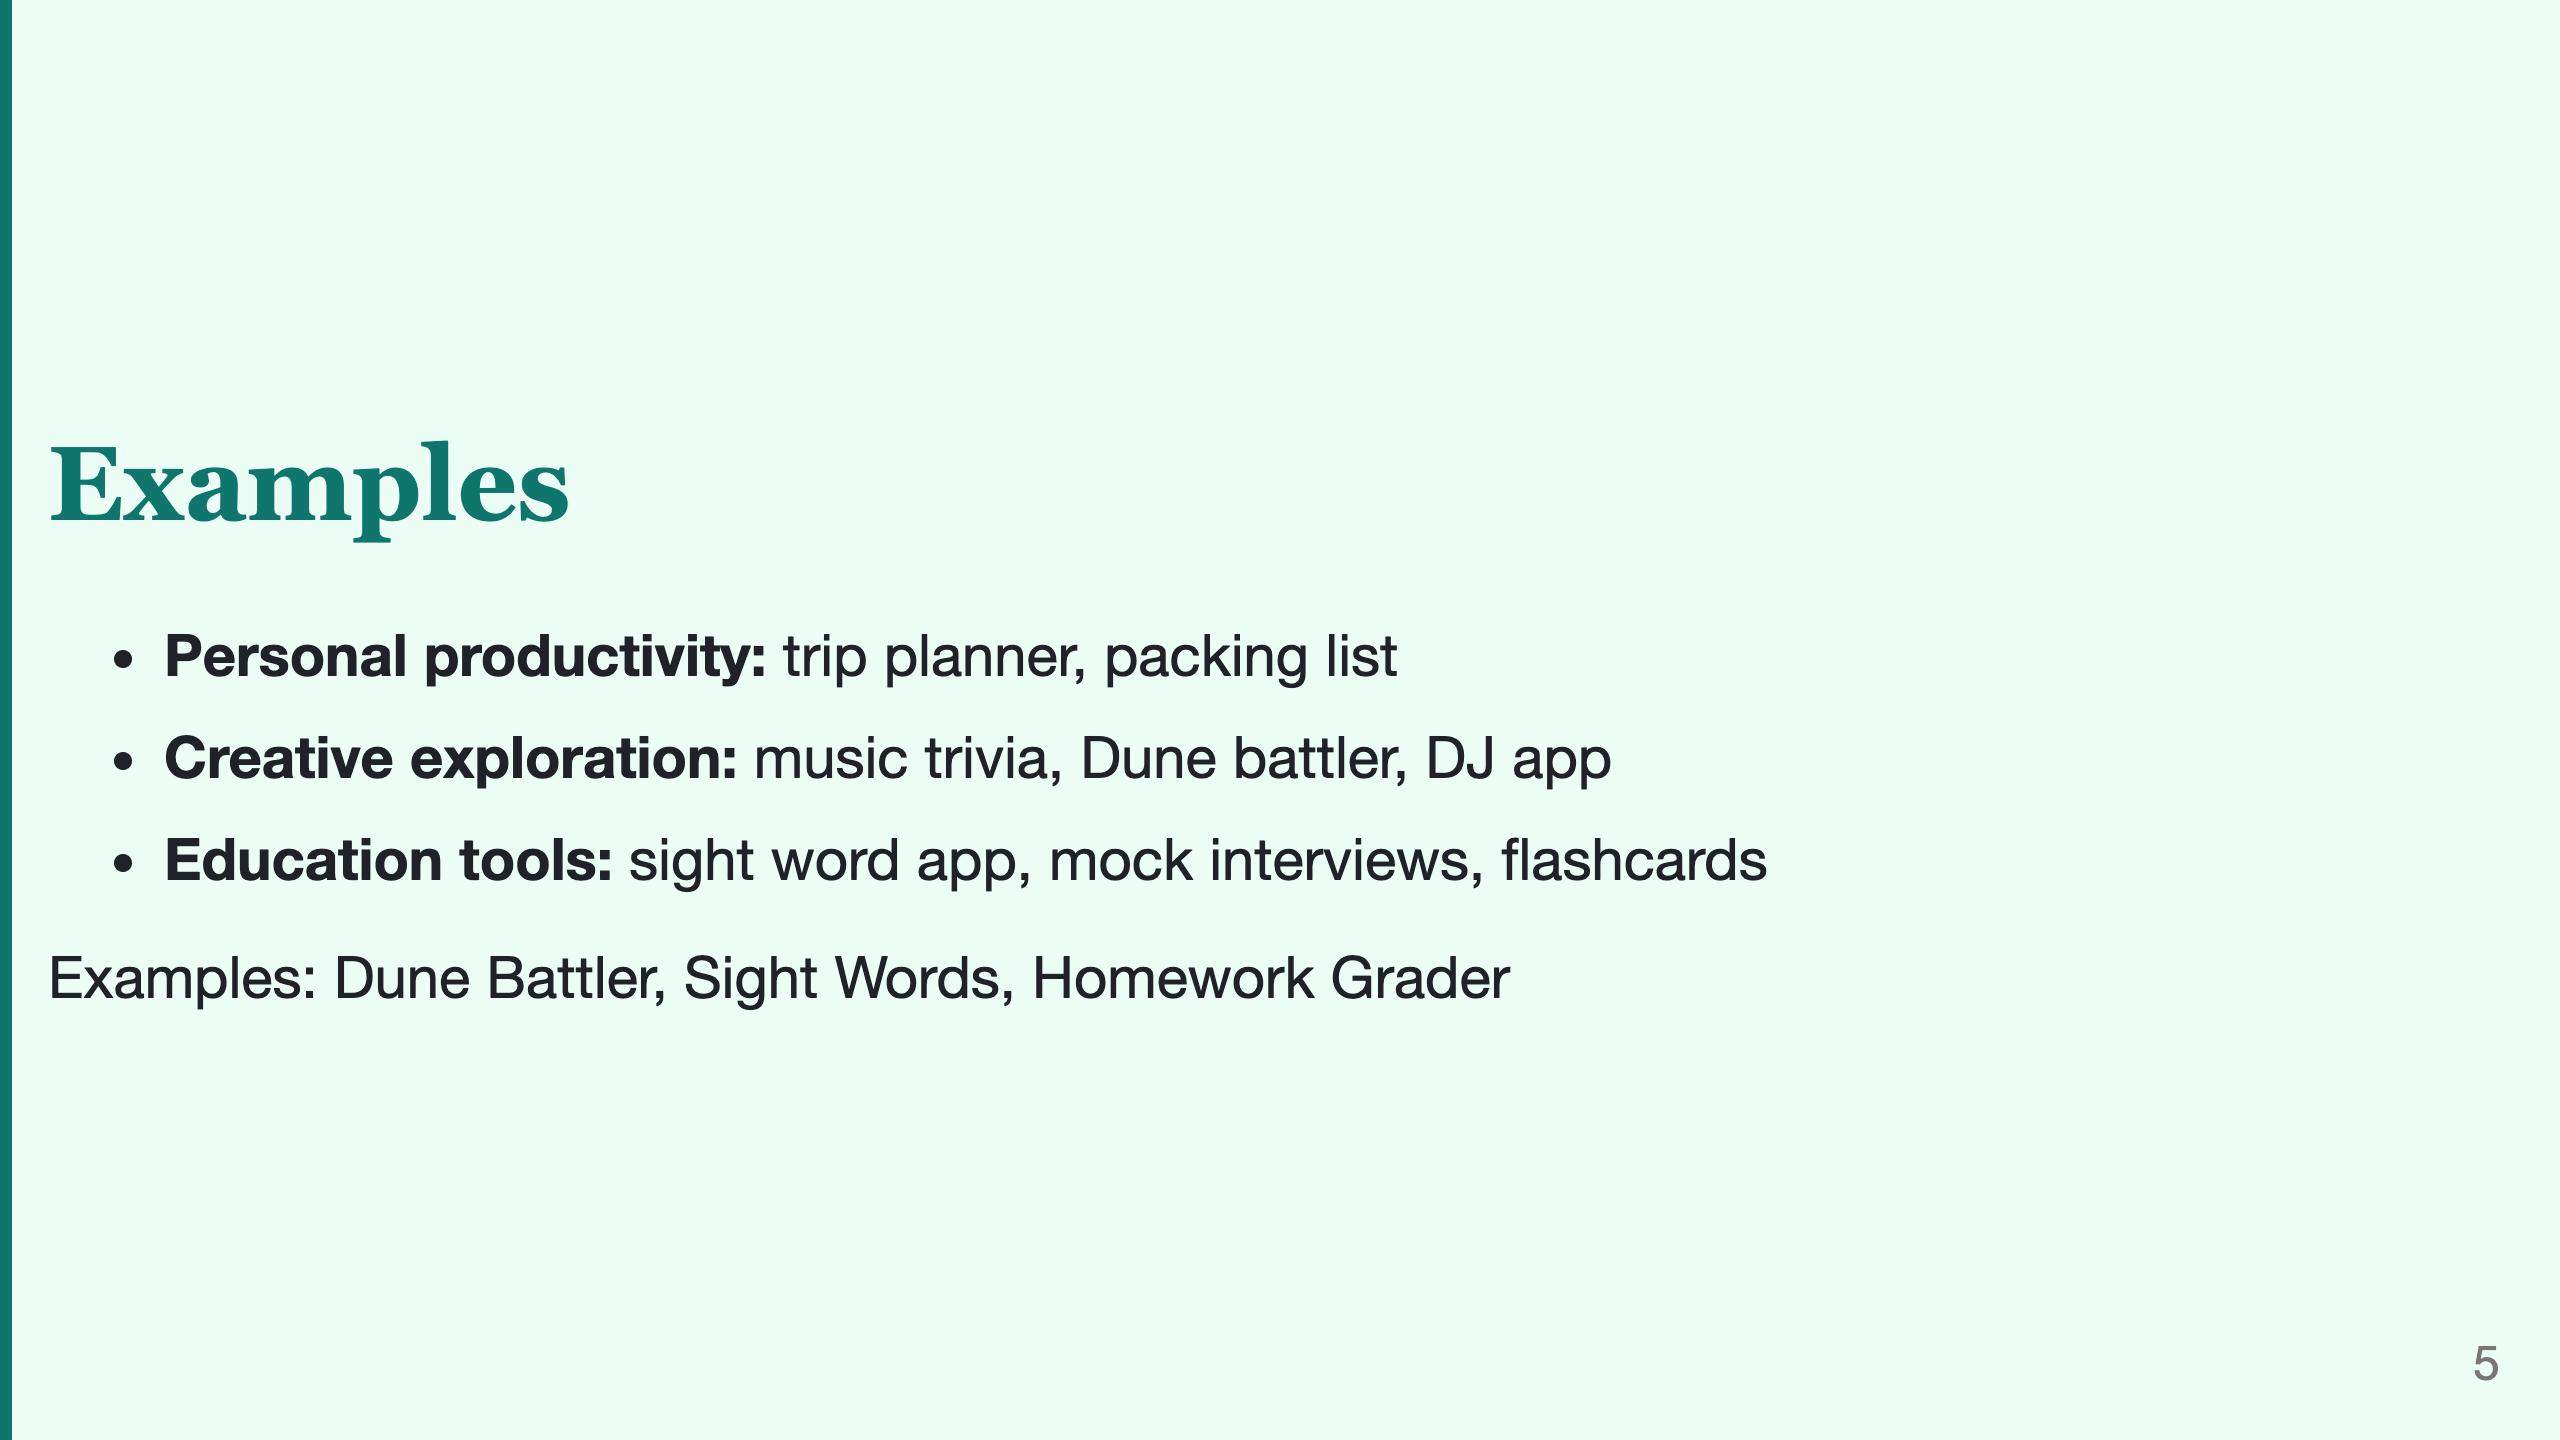 Examples
• Personal productivity: trip planner, packing list
• Creative exploration: music trivia, Dune battler, DJ app
• Education tools: sight word app, mock interviews, flashcards
Examples: Dune Battler, Sight Words, Homework Grader
5